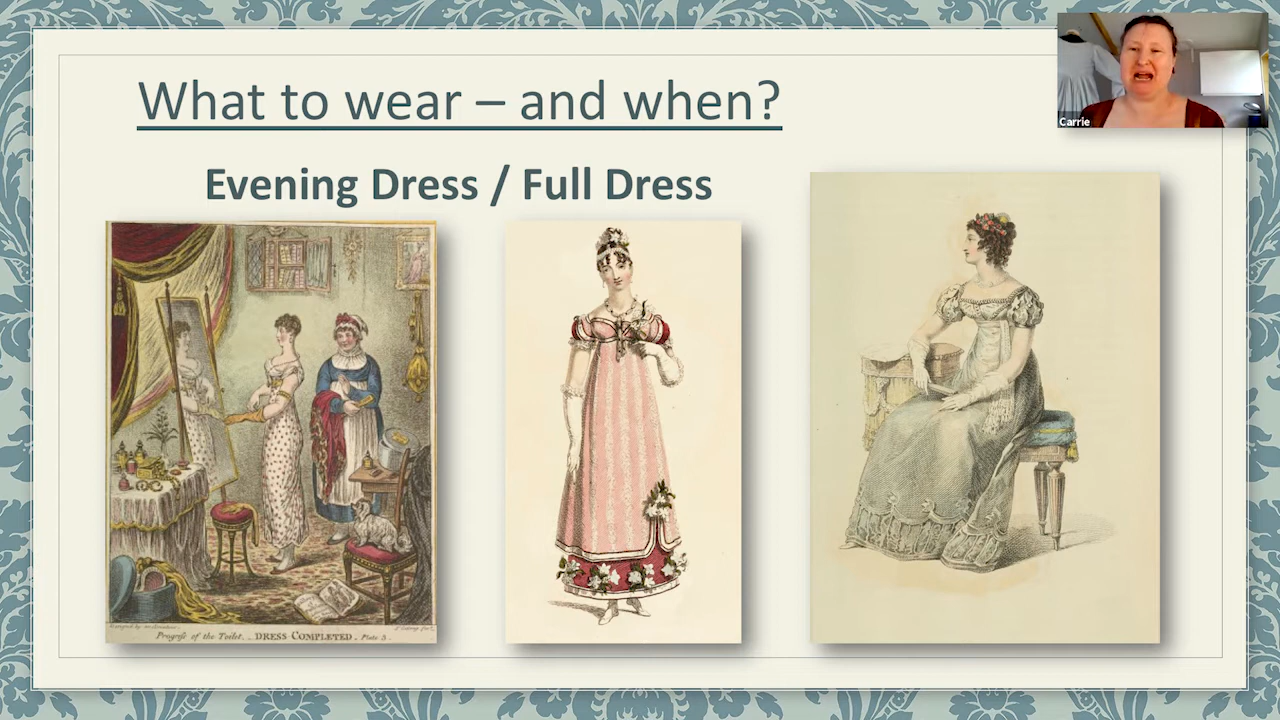 What to wear – and when?
Carrie
Evening Dress / Full Dress
Progress of the Toilet. _ DRESS COMPLETED. Plate 3.